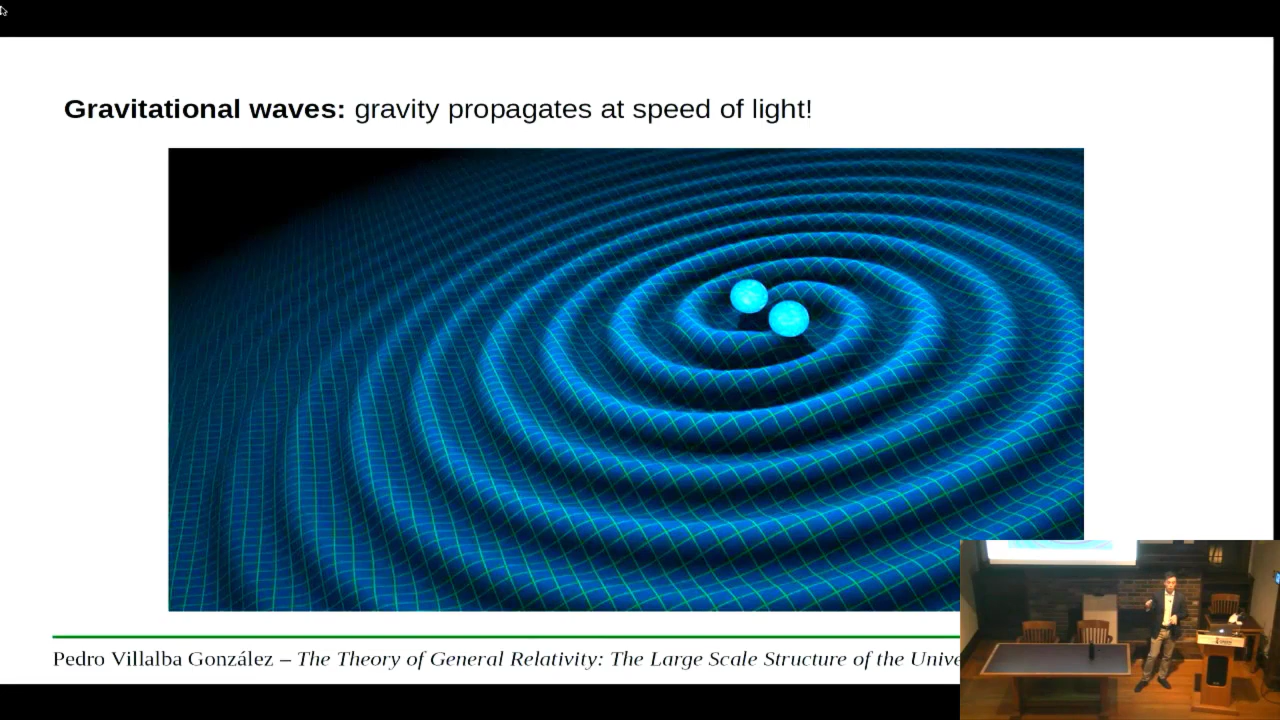 Gravitational waves: gravity propagates at speed of light!
Pedro Villalba González – The Theory of General Relativity: The Large Scale Structure of the